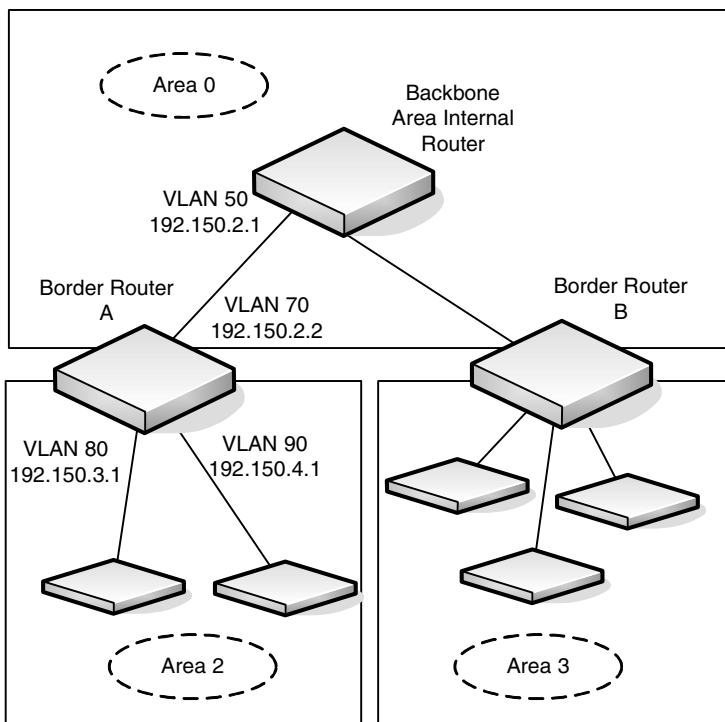 Area 0
Backbone
Area Internal
Router
VLAN 50
192.150.2.1
Border Router
A
VLAN 70
192.150.2.2
Border Router
B
VLAN 80
192.150.3.1
VLAN 90
192.150.4.1
Area 2
Area 3